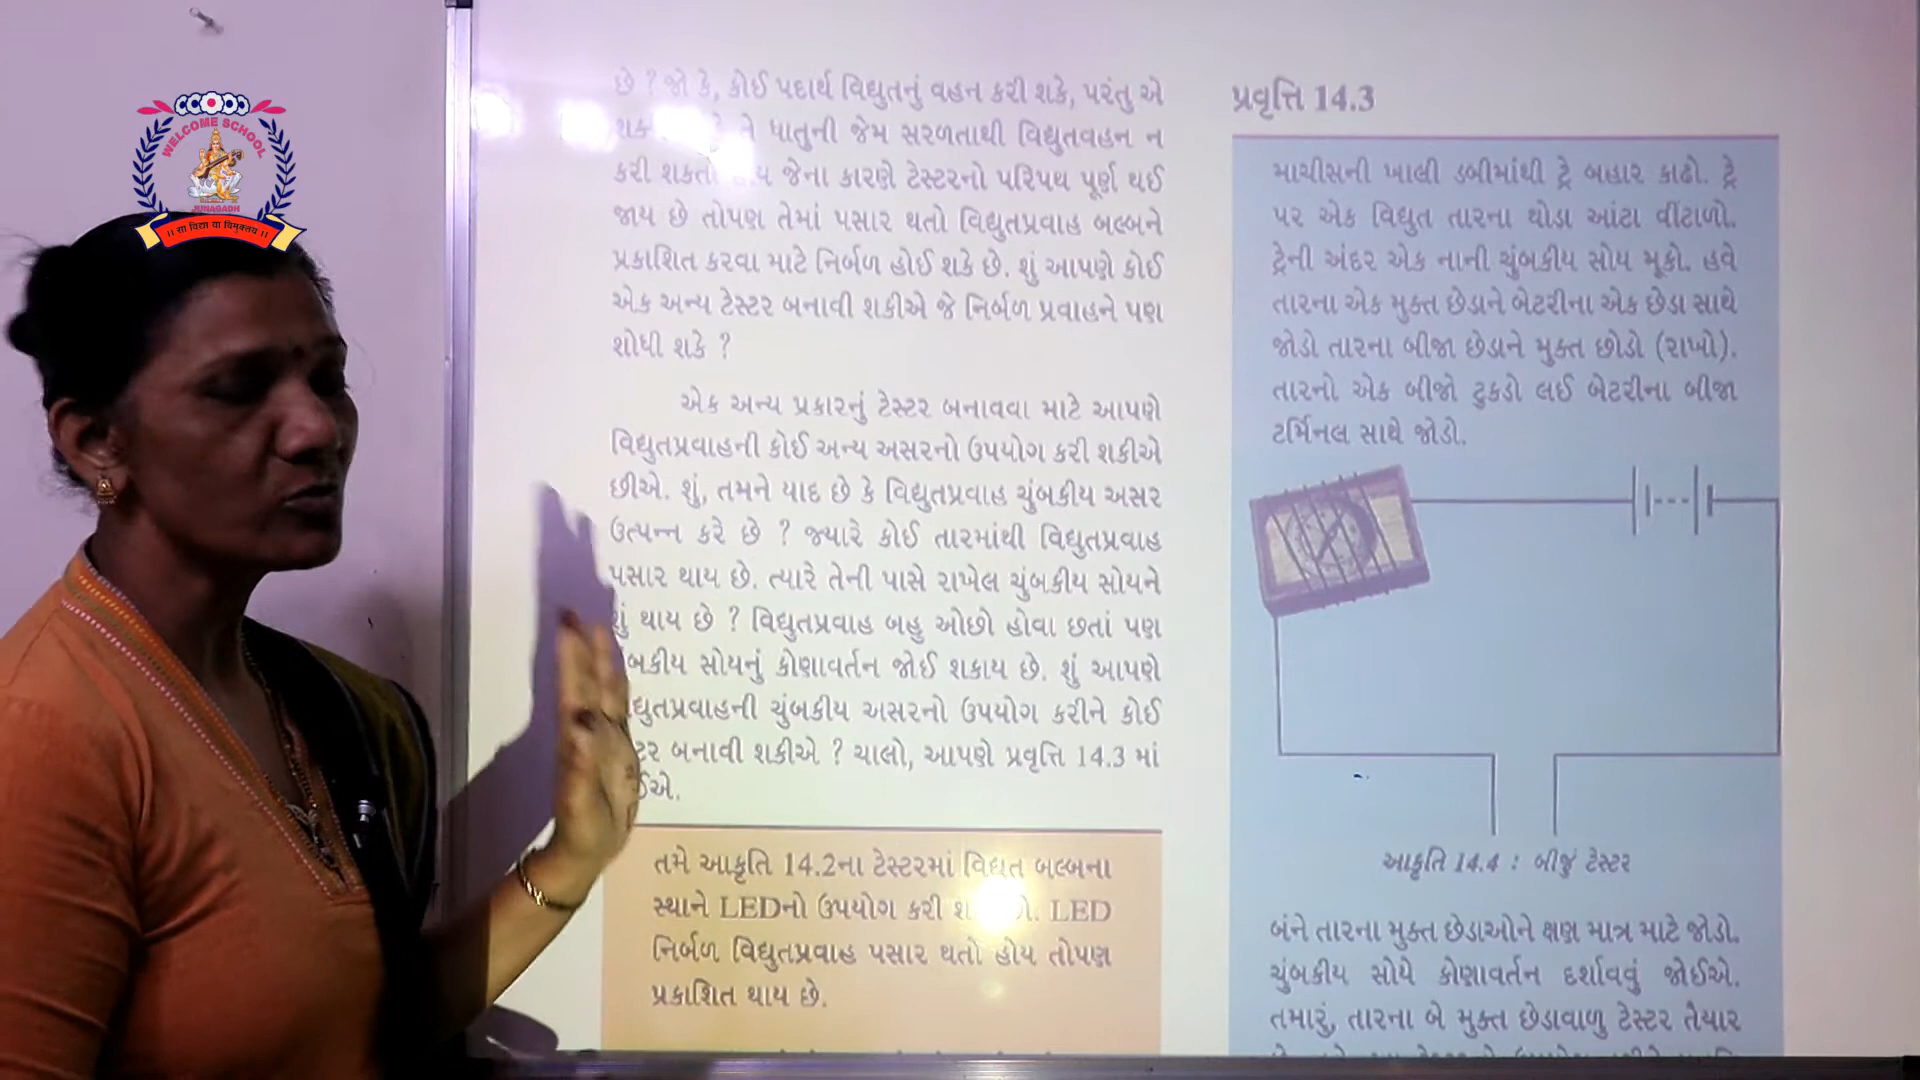 WELCOME SCHOOL
JUNAGADH
।। सा विद्या या विमुक्तये ।।
છે ? જો કે, કોઈ પદાર્થ વિદ્યુતનું વહન કરી શકે, પરંતુ એ
ધાતુની જેમ સરળતાથી વિદ્યુતવહન ન
કરી શકતો જેના કારણે ટેસ્ટરનો પરિપથ પૂર્ણ થઈ
જાય છે તોપણ તેમાં પસાર થતો વિદ્યુતપ્રવાહ બલ્બને
પ્રકાશિત કરવા માટે નિર્બળ હોઈ શકે છે. શું આપણે કોઈ
એક અન્ય ટેસ્ટર બનાવી શકીએ જે નિર્બળ પ્રવાહને પણ
શોધી શકે ?
એક અન્ય પ્રકારનું ટેસ્ટર બનાવવા માટે આપણે
વિદ્યુતપ્રવાહની કોઈ અન્ય અસરનો ઉપયોગ કરી શકીએ
છીએ. શું, તમને યાદ છે કે વિદ્યુતપ્રવાહ ચુંબકીય અસર
ઉત્પન્ન કરે છે ? જ્યારે કોઈ તારમાંથી વિદ્યુતપ્રવાહ
પસાર થાય છે. ત્યારે તેની પાસે રાખેલ ચુંબકીય સોયને
શું થાય છે ? વિદ્યુતપ્રવાહ બહુ ઓછો હોવા છતાં પણ
બકીય સોયનું કોણાવર્તન જોઈ શકાય છે. શું આપણે
દ્યુતપ્રવાહની ચુંબકીય અસરનો ઉપયોગ કરીને કોઈ
ટર બનાવી શકીએ ? ચાલો, આપણે પ્રવૃત્તિ 14.3 માં
ઈએ.
તમે આકૃતિ 14.2ના ટેસ્ટરમાં વિદ્યુત બલ્બના
સ્થાને LEDનો ઉપયોગ કરી LED
નિર્બળ વિદ્યુતપ્રવાહ પસાર થતો હોય તોપણ
પ્રકાશિત થાય છે.
પ્રવૃત્તિ 14.3
માચીસની ખાલી ડબીમાંથી ટ્રે બહાર કાઢો. ટ્રે
પર એક વિદ્યુત તારના થોડા આંટા વીંટાળો.
ટ્રેની અંદર એક નાની ચુંબકીય સોય મૂકો. હવે
તારના એક મુક્ત છેડાને બેટરીના એક છેડા સાથે
જોડો તારના બીજા છેડાને મુક્ત છોડો (રાખો).
તારનો એક બીજો ટુકડો લઈ બેટરીના બીજા
ટર્મિનલ સાથે જોડો.
આકૃતિ 14.4 : બીજું ટેસ્ટર
બંને તારના મુક્ત છેડાઓને ક્ષણ માત્ર માટે જોડો.
ચુંબકીય સોયે કોણાવર્તન દર્શાવવું જોઈએ.
તમારું, તારના બે મુક્ત છેડાવાળુ ટેસ્ટર તૈયાર